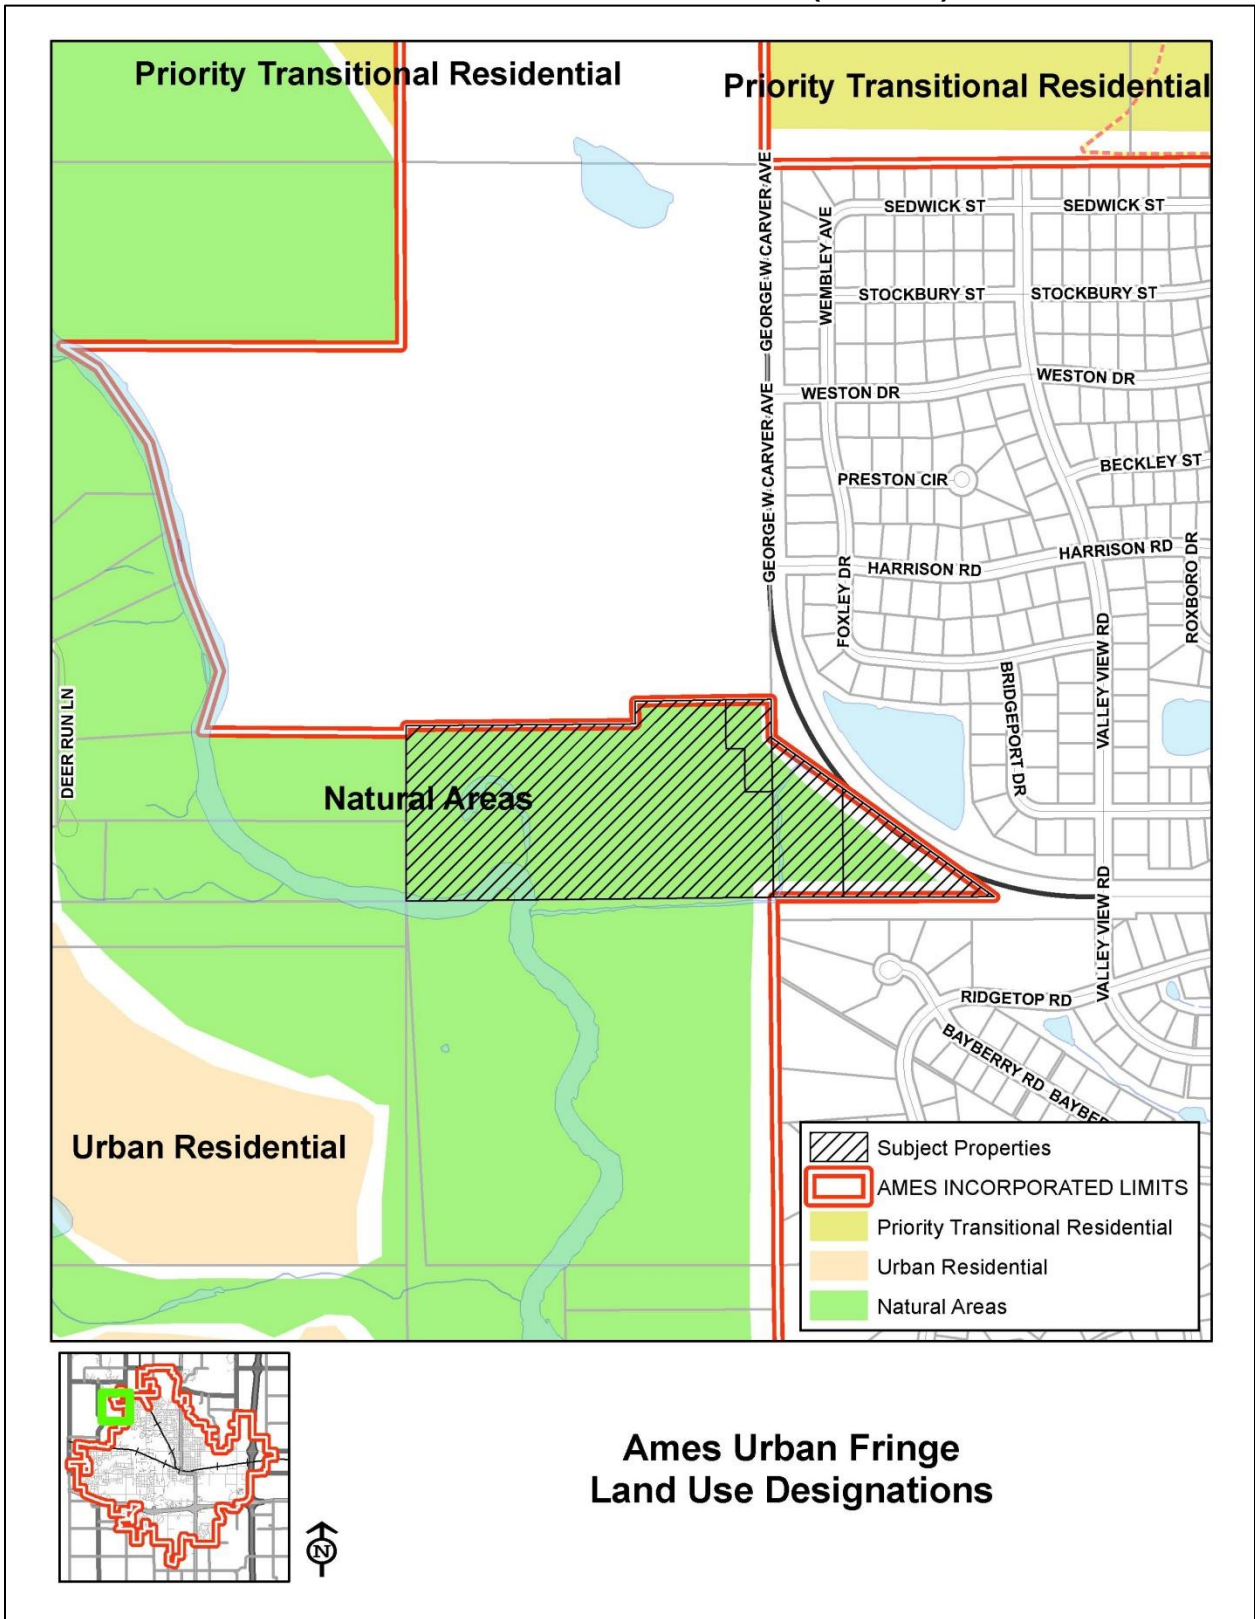 Priority Transitional Residential
Priority Transitional Residential
GEORGE W CARVER AVE
GEORGE W CARVER AVE
WEMBLEY AVE
SEDWICK ST
SEDWICK ST
STOCKBURY ST
STOCKBURY ST
WESTON DR
WESTON DR
PRESTON CIR
BECKLEY ST
HARRISON RD
HARRISON RD
FOXLEY DR
ROXBORO DR
VALLEY VIEW RD
BRIDGEPORT DR
DEER RUN LN
Natural Areas
VALLEY VIEW RD
RIDGETOP RD
BAYBERRY RD
Urban Residential
Subject Properties
AMES INCORPORATED LIMITS
Priority Transitional Residential
Urban Residential
Natural Areas
N
Ames Urban Fringe
Land Use Designations